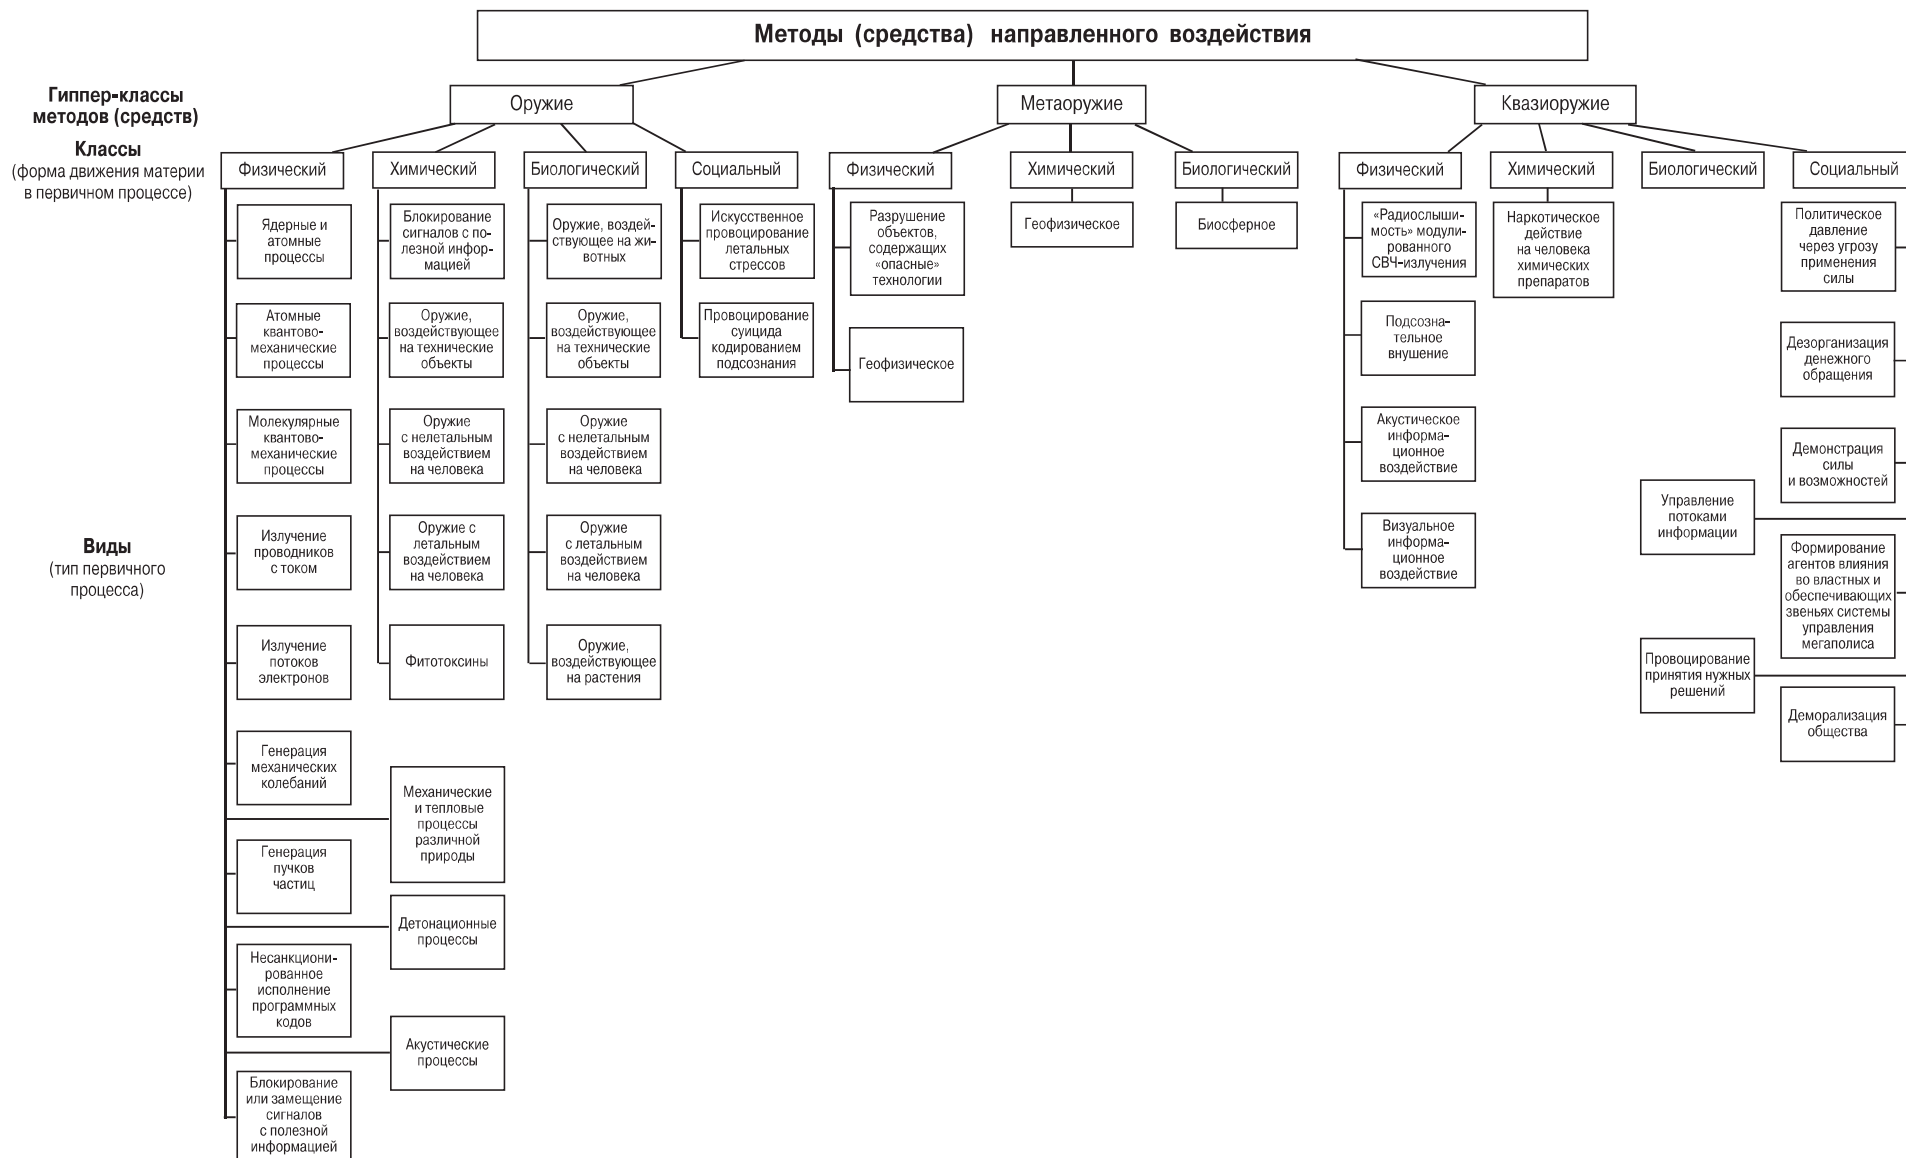 Методы (средства) направленного воздействия
Гиппер-классы
методов (средств)
Оружие
Метаоружие
Квазиоружие
Классы
(форма движения материи
в первичном процессе)
Физический
Химический
Биологический
Социальный
Физический
Химический
Биологический
Физический
Химический
Биологический
Социальный
Виды
(тип первичного
процесса)
Ядерные и
атомные
процессы
Атомные
квантово-
механические
процессы
Молекулярные
квантово-
механические
процессы
Излучение
проводников
с током
Излучение
потоков
электронов
Генерация
механических
колебаний
Генерация
пучков
частиц
Несанкциони-
рованное
исполнение
программных
кодов
Блокирование
или замещение
сигналов
с полезной
информацией
Блокирование
сигналов с по-
лезной инфор-
мацией
Оружие,
воздействующее
на технические
объекты
Оружие
с нелетальным
воздействием
на человека
Оружие с
летальным
воздействием
на человека
Фитотоксины
Механические
и тепловые
процессы
различной
природы
Детонационные
процессы
Акустические
процессы
Оружие, воздей-
ствующее на жи-
вотных
Оружие,
воздействующее
на технические
объекты
Оружие
с нелетальным
воздействием
на человека
Оружие
с летальным
воздействием
на человека
Оружие,
воздействующее
на растения
Искусственное
провоцирование
летальных
стрессов
Провоцирование
суицида
кодированием
подсознания
Разрушение
объектов,
содержащих
«опасные»
технологии
Геофизическое
Геофизическое
Биосферное
«Радиослыши-
мость» модули-
рованного
СВЧ-излучения
Подсозна-
тельное
внушение
Акустическое
информа-
ционное
воздействие
Визуальное
информа-
ционное
воздействие
Наркотическое
действие
на человека
химических
препаратов
Управление
потоками
информации
Провоцирование
принятия нужных
решений
Политическое
давление
через угрозу
применения
силы
Дезорганизация
денежного
обращения
Демонстрация
силы
и возможностей
Формирование
агентов влияния
во властных и
обеспечивающих
звеньях системы
управления
мегаполиса
Деморализация
общества